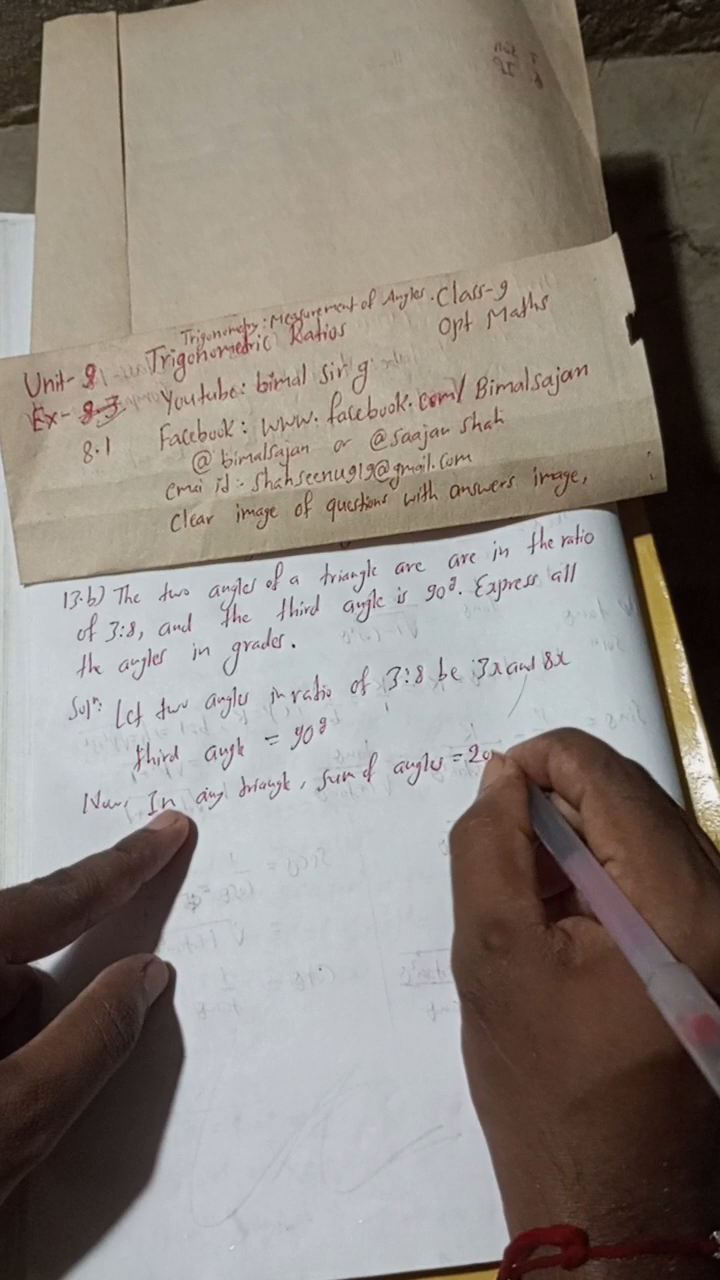 Trigonometry: Measurement of Angles. Class-9
Unit-9 Trigonometric Ratios Opt Maths
Ex- 8.3 Youtube: bimal sir g
8.1 Facebook: www.facebook.com/Bimalsajan
@bimalsajan or @saajan shah
emai id:- Shahseenu919@gmail.com
Clear image of questions with answers image,
13.b) The two angles of a triangle are are in the ratio
of 3:8, and the third angle is 90g. Express all
the angles in grades.
Solⁿ: Let two angles in ratio of 3:8 be 3x and 8x
third angle = 90g
Now, In any triangle, sum of angles = 20